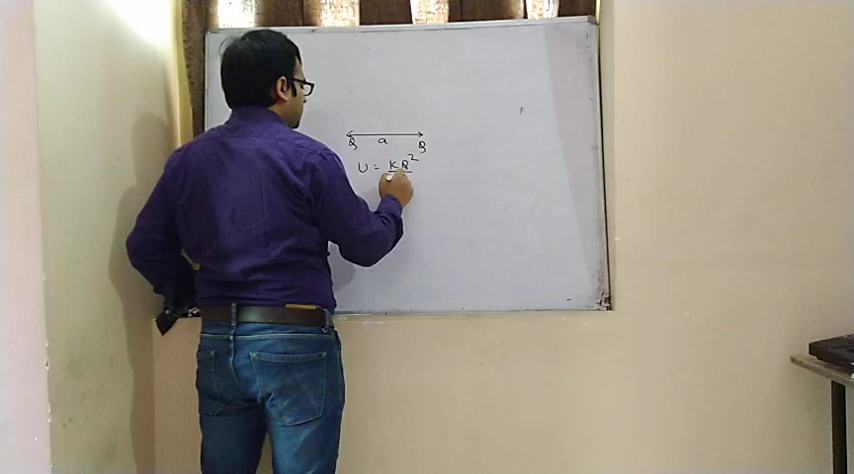 Q a Q
U = KQ²